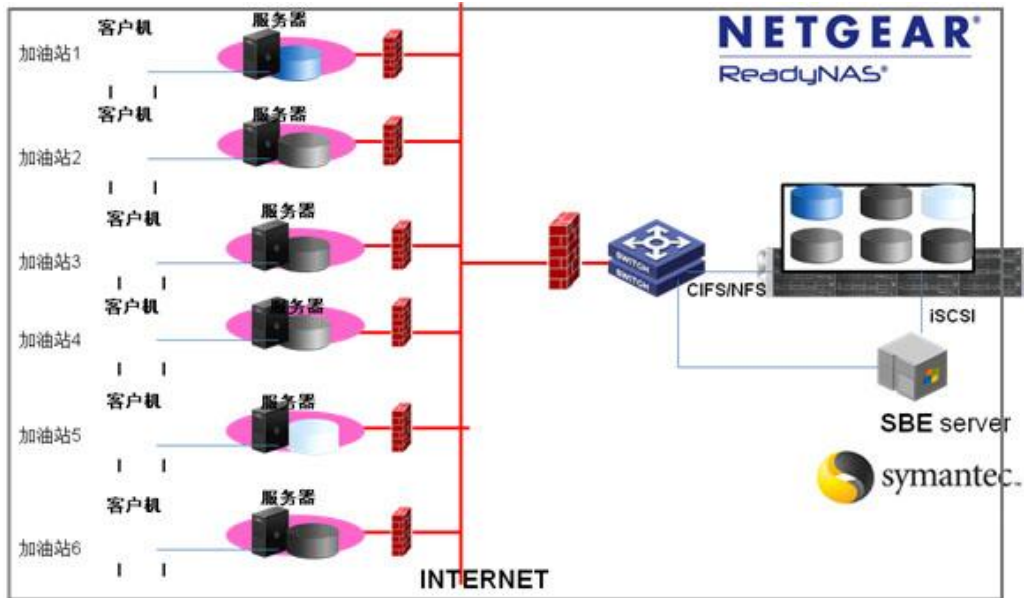 客户机
服务器
加油站1
NETGEAR®
ReadyNAS®
客户机
服务器
加油站2
客户机
服务器
加油站3
SWITCH
SWITCH
CIFS/NFS
iSCSI
客户机
服务器
加油站4
SBE server
客户机
服务器
加油站5
symantec.
客户机
服务器
加油站6
INTERNET